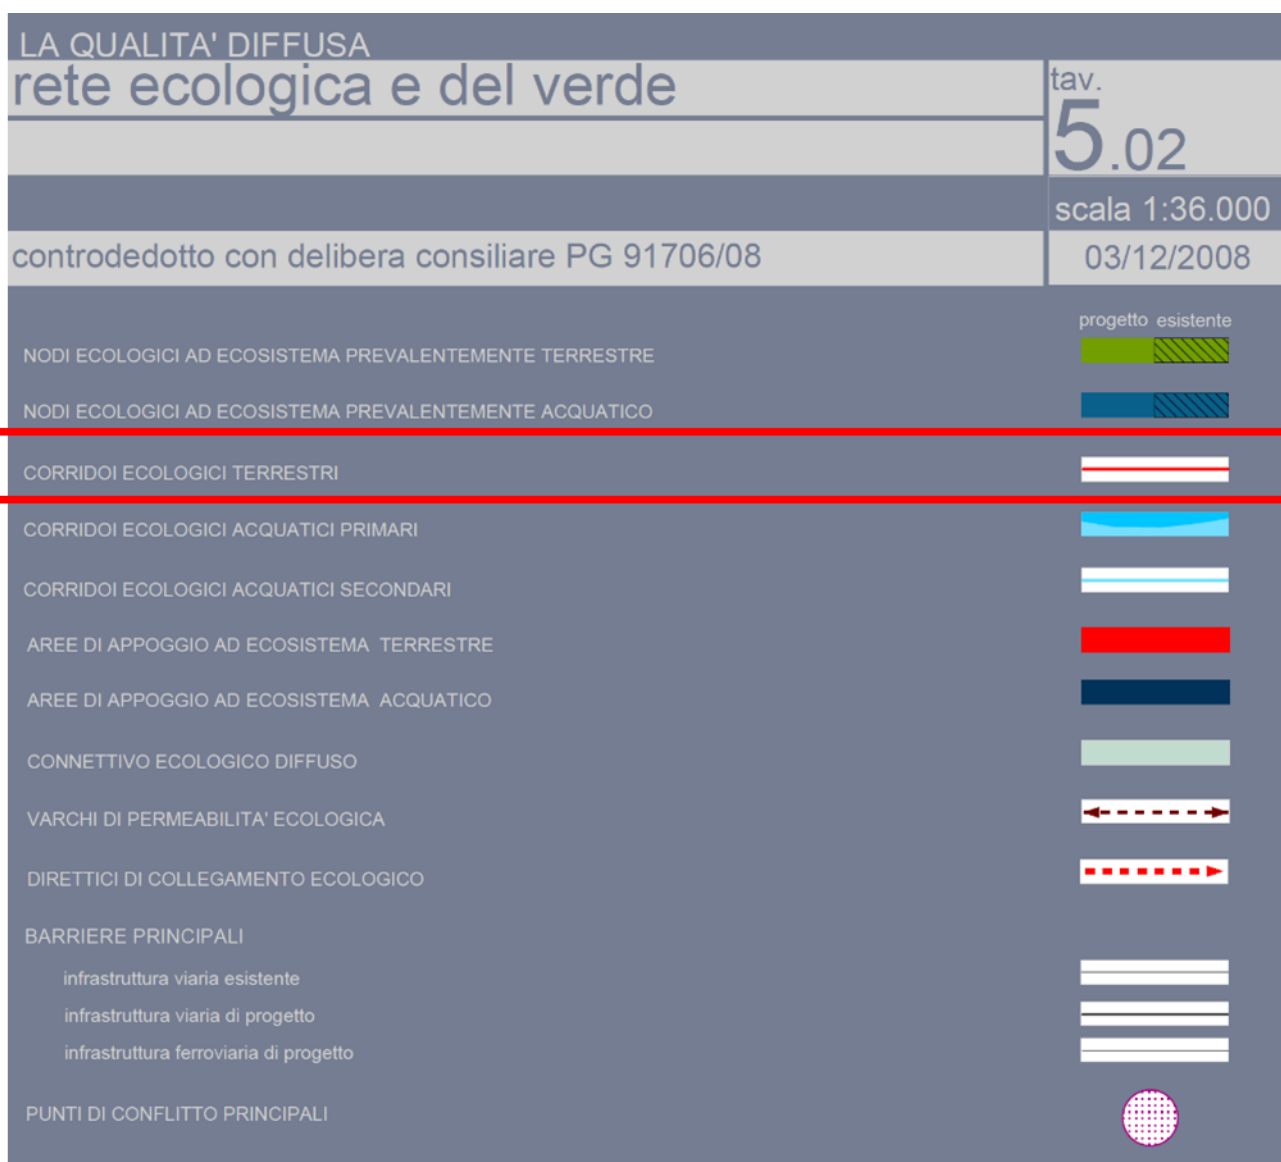 LA QUALITA' DIFFUSA
rete ecologica e del verde
tav.
5.02
scala 1:36.000
controdedotto con delibera consiliare PG 91706/08
03/12/2008
progetto esistente
NODI ECOLOGICI AD ECOSISTEMA PREVALENTEMENTE TERRESTRE
NODI ECOLOGICI AD ECOSISTEMA PREVALENTEMENTE ACQUATICO
CORRIDOI ECOLOGICI TERRESTRI
CORRIDOI ECOLOGICI ACQUATICI PRIMARI
CORRIDOI ECOLOGICI ACQUATICI SECONDARI
AREE DI APPOGGIO AD ECOSISTEMA TERRESTRE
AREE DI APPOGGIO AD ECOSISTEMA ACQUATICO
CONNETTIVO ECOLOGICO DIFFUSO
VARCHI DI PERMEABILITA' ECOLOGICA
DIRETTICI DI COLLEGAMENTO ECOLOGICO
BARRIERE PRINCIPALI
infrastruttura viaria esistente
infrastruttura viaria di progetto
infrastruttura ferroviaria di progetto
PUNTI DI CONFLITTO PRINCIPALI